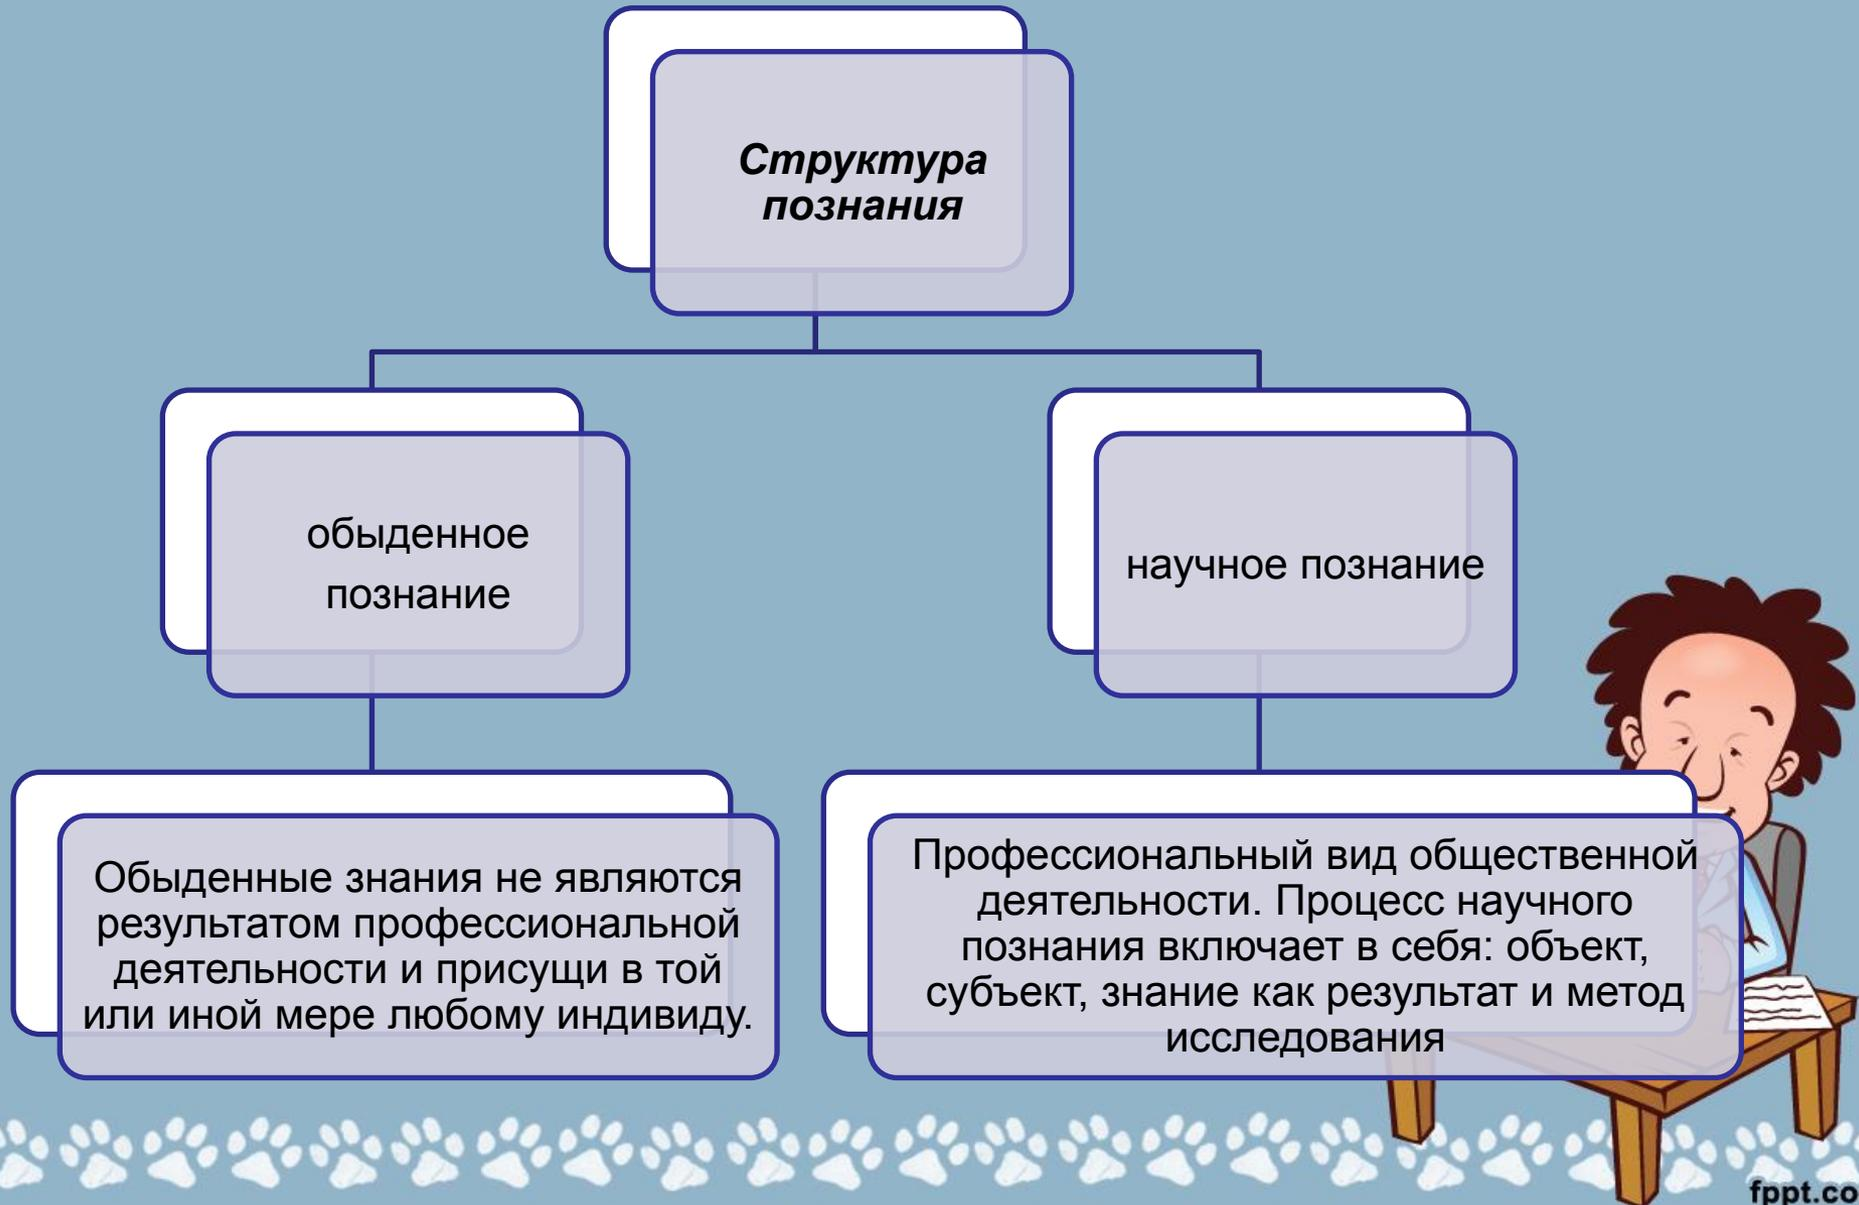 Структура
познания
обыденное
познание
научное познание
Обыденные знания не являются
результатом профессиональной
деятельности и присущи в той
или иной мере любому индивиду.
Профессиональный вид общественной
деятельности. Процесс научного
познания включает в себя: объект,
субъект, знание как результат и метод
исследования
fppt.co